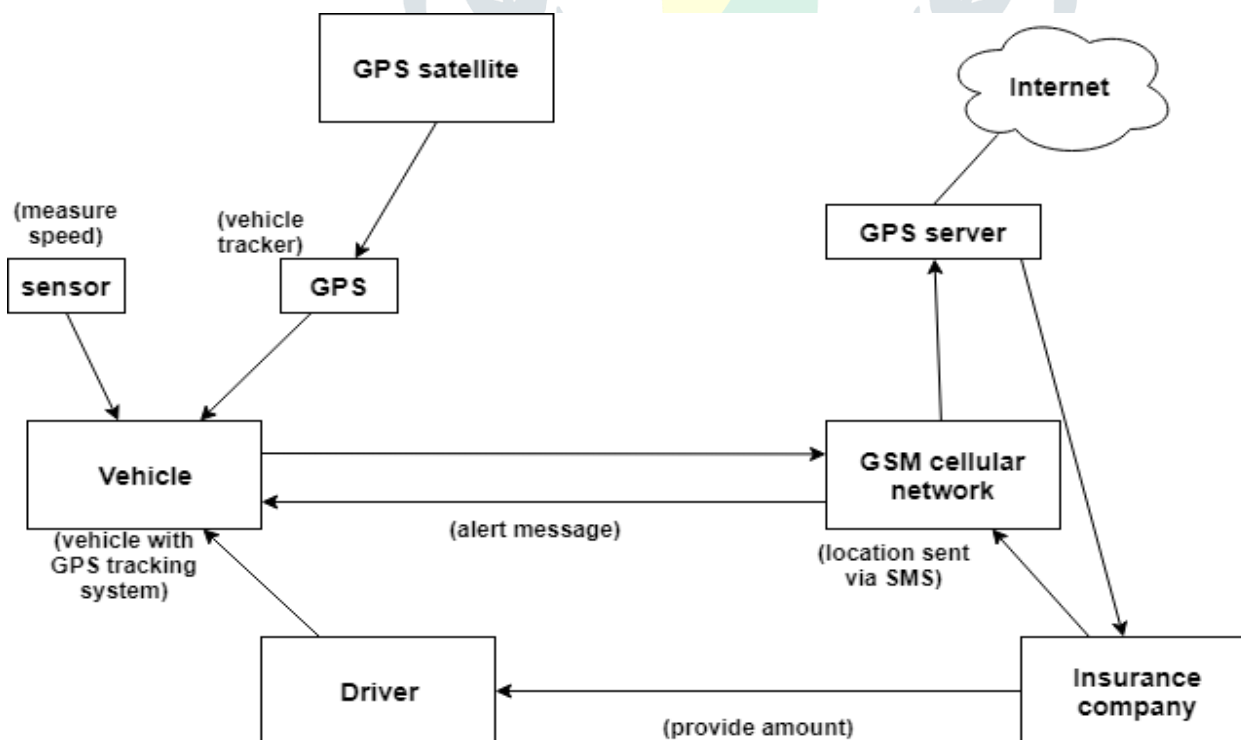 GPS satellite
Internet
(measure
speed)
(vehicle
tracker)
GPS server
sensor
GPS
Vehicle
GSM cellular
network
(alert message)
(vehicle with
GPS tracking
system)
(location sent
via SMS)
Driver
Insurance
company
(provide amount)